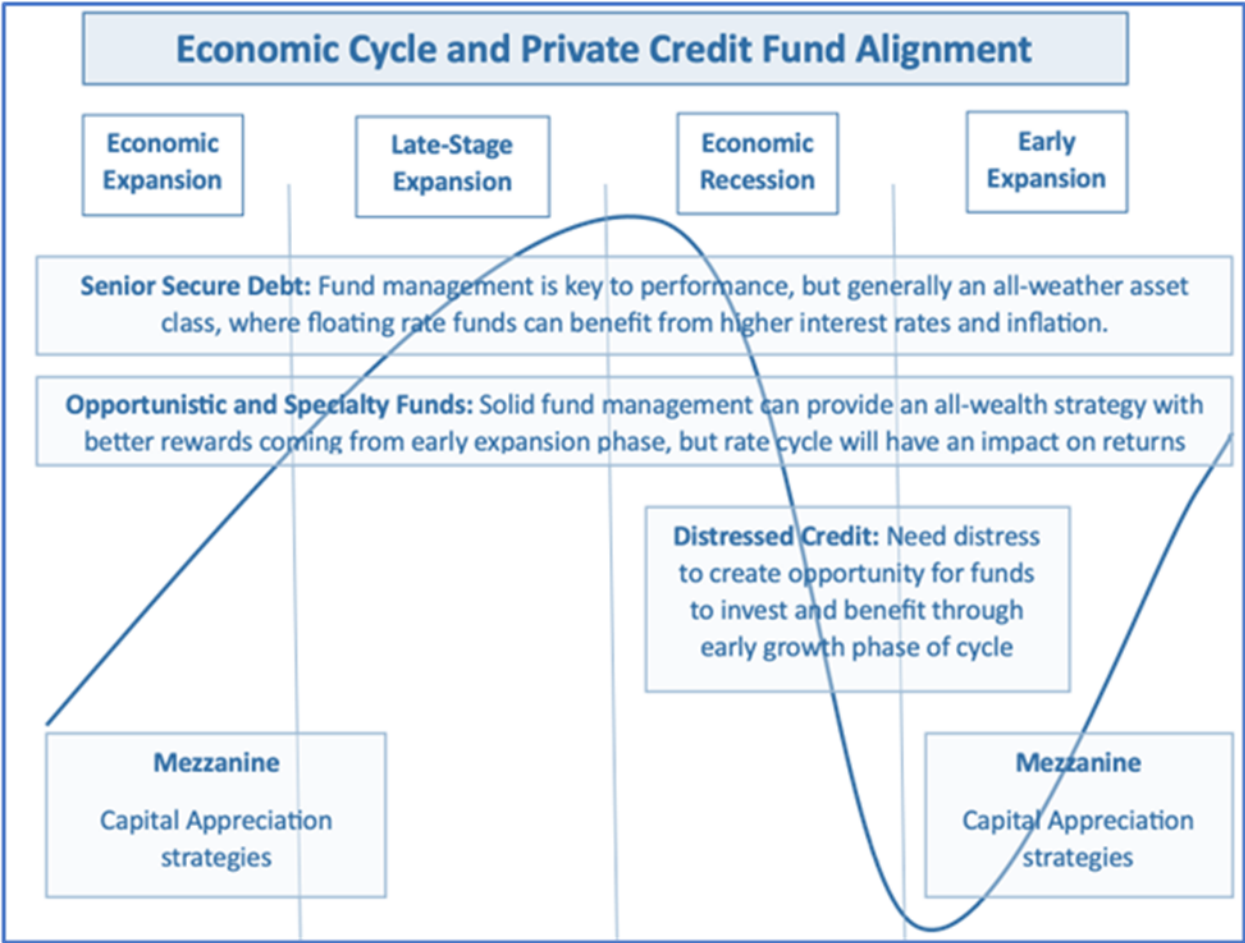 Economic Cycle and Private Credit Fund Alignment
Economic
Expansion
Late-Stage
Expansion
Economic
Recession
Early
Expansion
Senior Secure Debt: Fund management is key to performance, but generally an all-weather asset
class, where floating rate funds can benefit from higher interest rates and inflation.
Opportunistic and Specialty Funds: Solid fund management can provide an all-wealth strategy with
better rewards coming from early expansion phase, but rate cycle will have an impact on returns
Distressed Credit: Need distress
to create opportunity for funds
to invest and benefit through
early growth phase of cycle
Mezzanine
Capital Appreciation
strategies
Mezzanine
Capital Appreciation
strategies